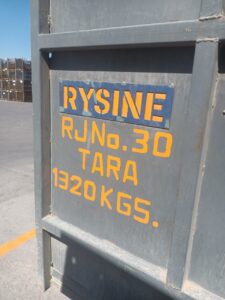 RYSINE
RJNo.30
TARA
1320KGS.